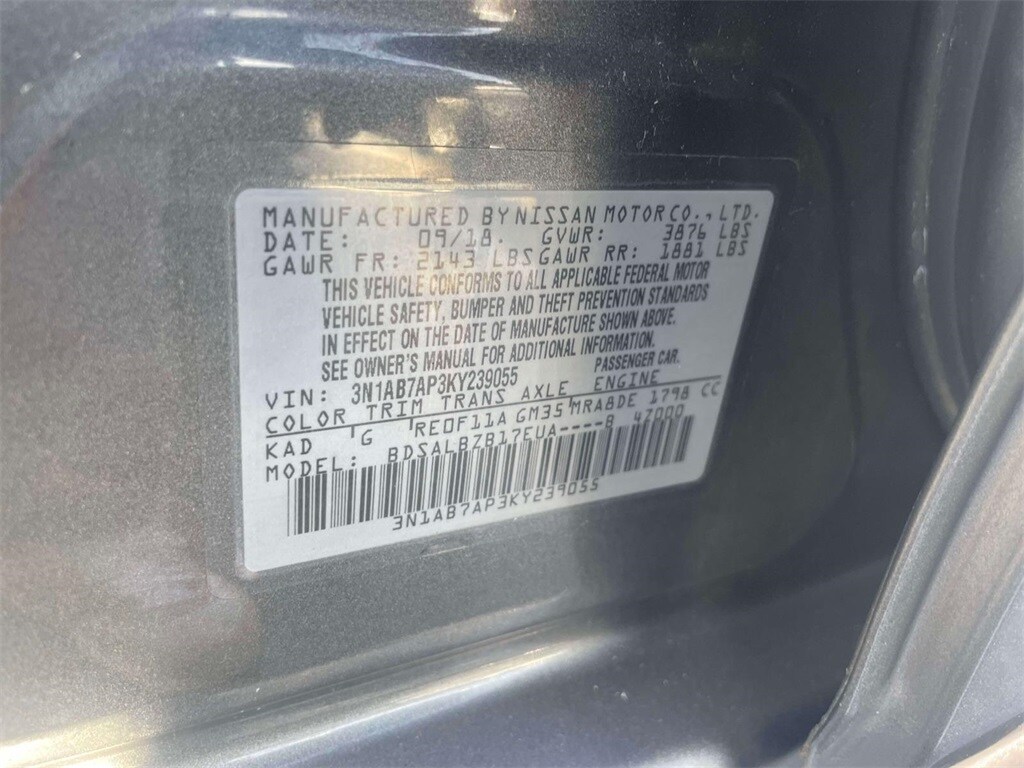 MANUFACTURED BY NISSAN MOTOR CO., LTD.
DATE: 09/18. GVWR: 3876 LBS
GAWR FR: 2143 LBS GAWR RR: 1881 LBS
THIS VEHICLE CONFORMS TO ALL APPLICABLE FEDERAL MOTOR
VEHICLE SAFETY, BUMPER AND THEFT PREVENTION STANDARDS
IN EFFECT ON THE DATE OF MANUFACTURE SHOWN ABOVE.
SEE OWNER'S MANUAL FOR ADDITIONAL INFORMATION.
VIN: 3N1AB7AP3KY239055 PASSENGER CAR.
COLOR TRIM TRANS AXLE ENGINE
KAD G RE0F11A GM35 MRA8DE 1798 CC
MODEL: BDSALBZB17EUA----B 47000
3N1AB7AP3KY239055